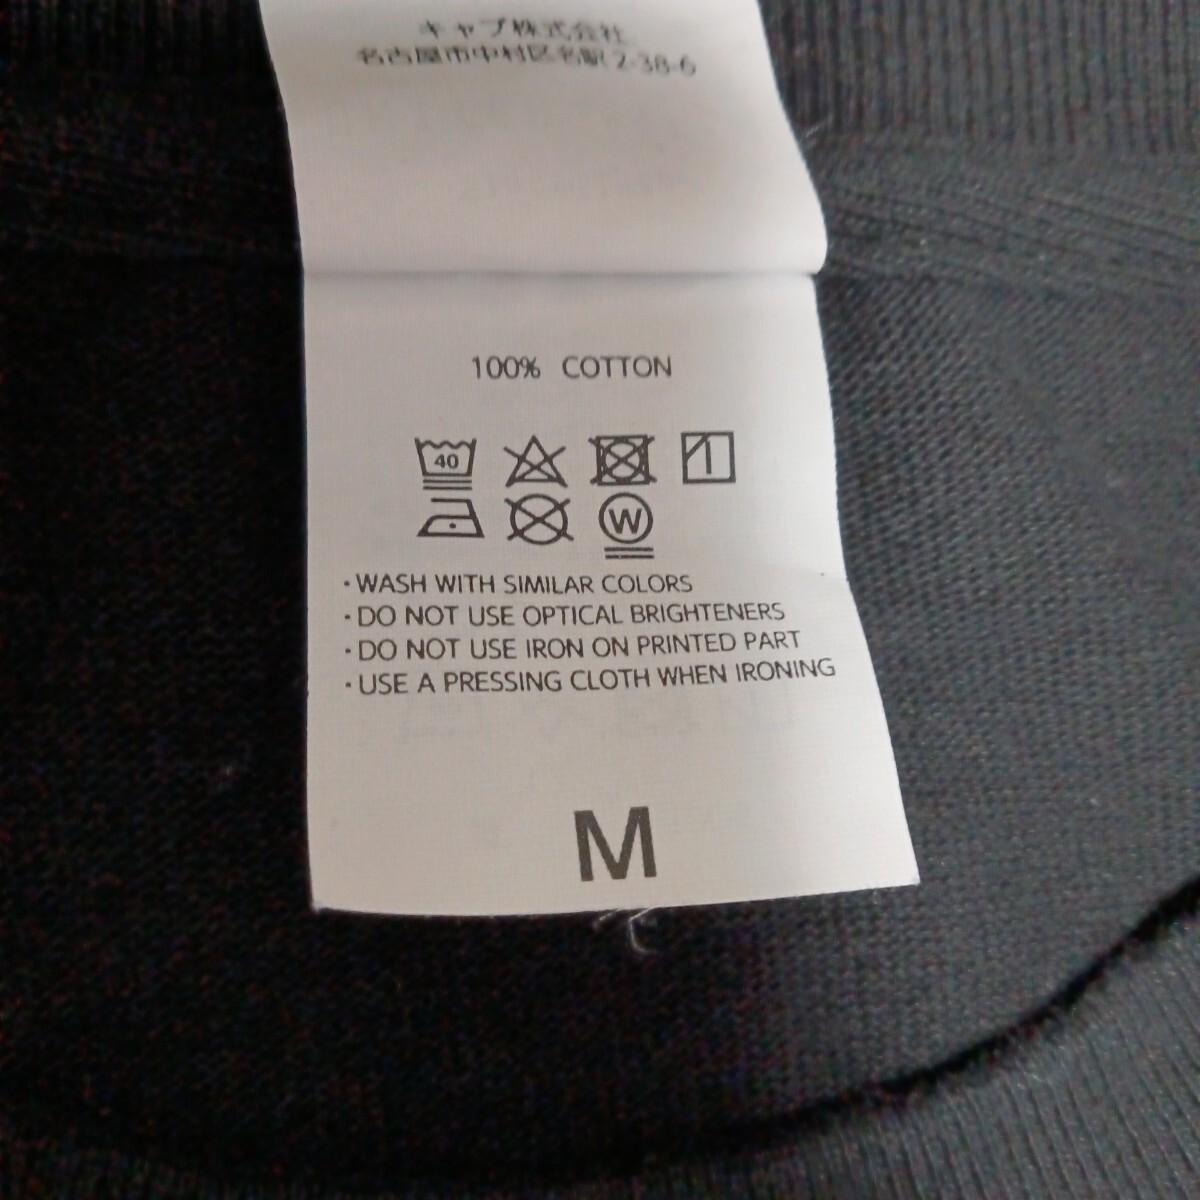 キャブ株式会社
名古屋市中村区名駅2-38-6
100% COTTON
40
W
・WASH WITH SIMILAR COLORS
・DO NOT USE OPTICAL BRIGHTENERS
・DO NOT USE IRON ON PRINTED PART
・USE A PRESSING CLOTH WHEN IRONING
M